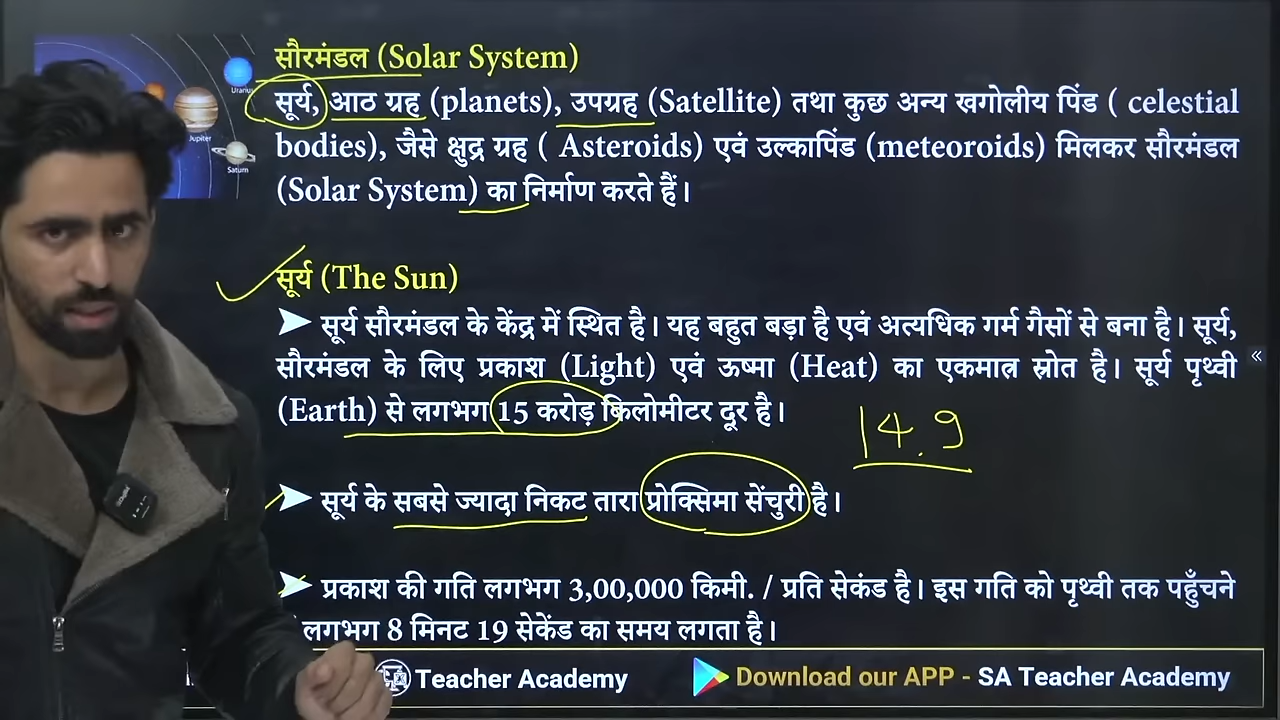 सौरमंडल (Solar System)
सूर्य, आठ ग्रह (planets), उपग्रह (Satellite) तथा कुछ अन्य खगोलीय पिंड ( celestial
bodies), जैसे क्षुद्र ग्रह ( Asteroids) एवं उल्कापिंड (meteoroids) मिलकर सौरमंडल
(Solar System) का निर्माण करते हैं।
Uranus
Jupiter
Saturn
सूर्य (The Sun)
➤ सूर्य सौरमंडल के केंद्र में स्थित है। यह बहुत बड़ा है एवं अत्यधिक गर्म गैसों से बना है। सूर्य,
सौरमंडल के लिए प्रकाश (Light) एवं ऊष्मा (Heat) का एकमात्र स्रोत है। सूर्य पृथ्वी
(Earth) से लगभग 15 करोड़ किलोमीटर दूर है।
14.9
➤ सूर्य के सबसे ज्यादा निकट तारा प्रोक्सिमा सेंचुरी है।
➤ प्रकाश की गति लगभग 3,00,000 किमी. / प्रति सेकंड है। इस गति को पृथ्वी तक पहुँचने
लगभग 8 मिनट 19 सेकेंड का समय लगता है।
Teacher Academy
Download our APP - SA Teacher Academy